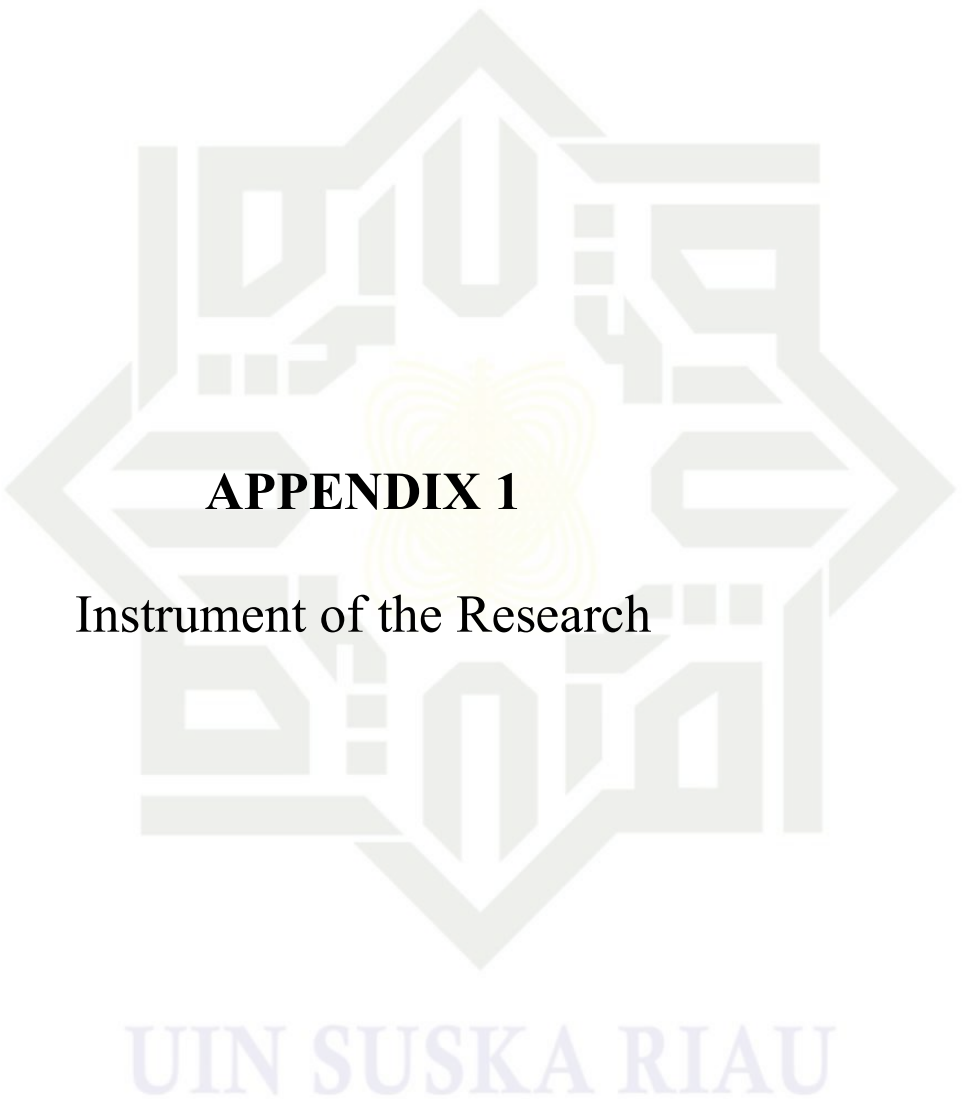 APPENDIX 1
Instrument of the Research
UIN SUSKA RIAU